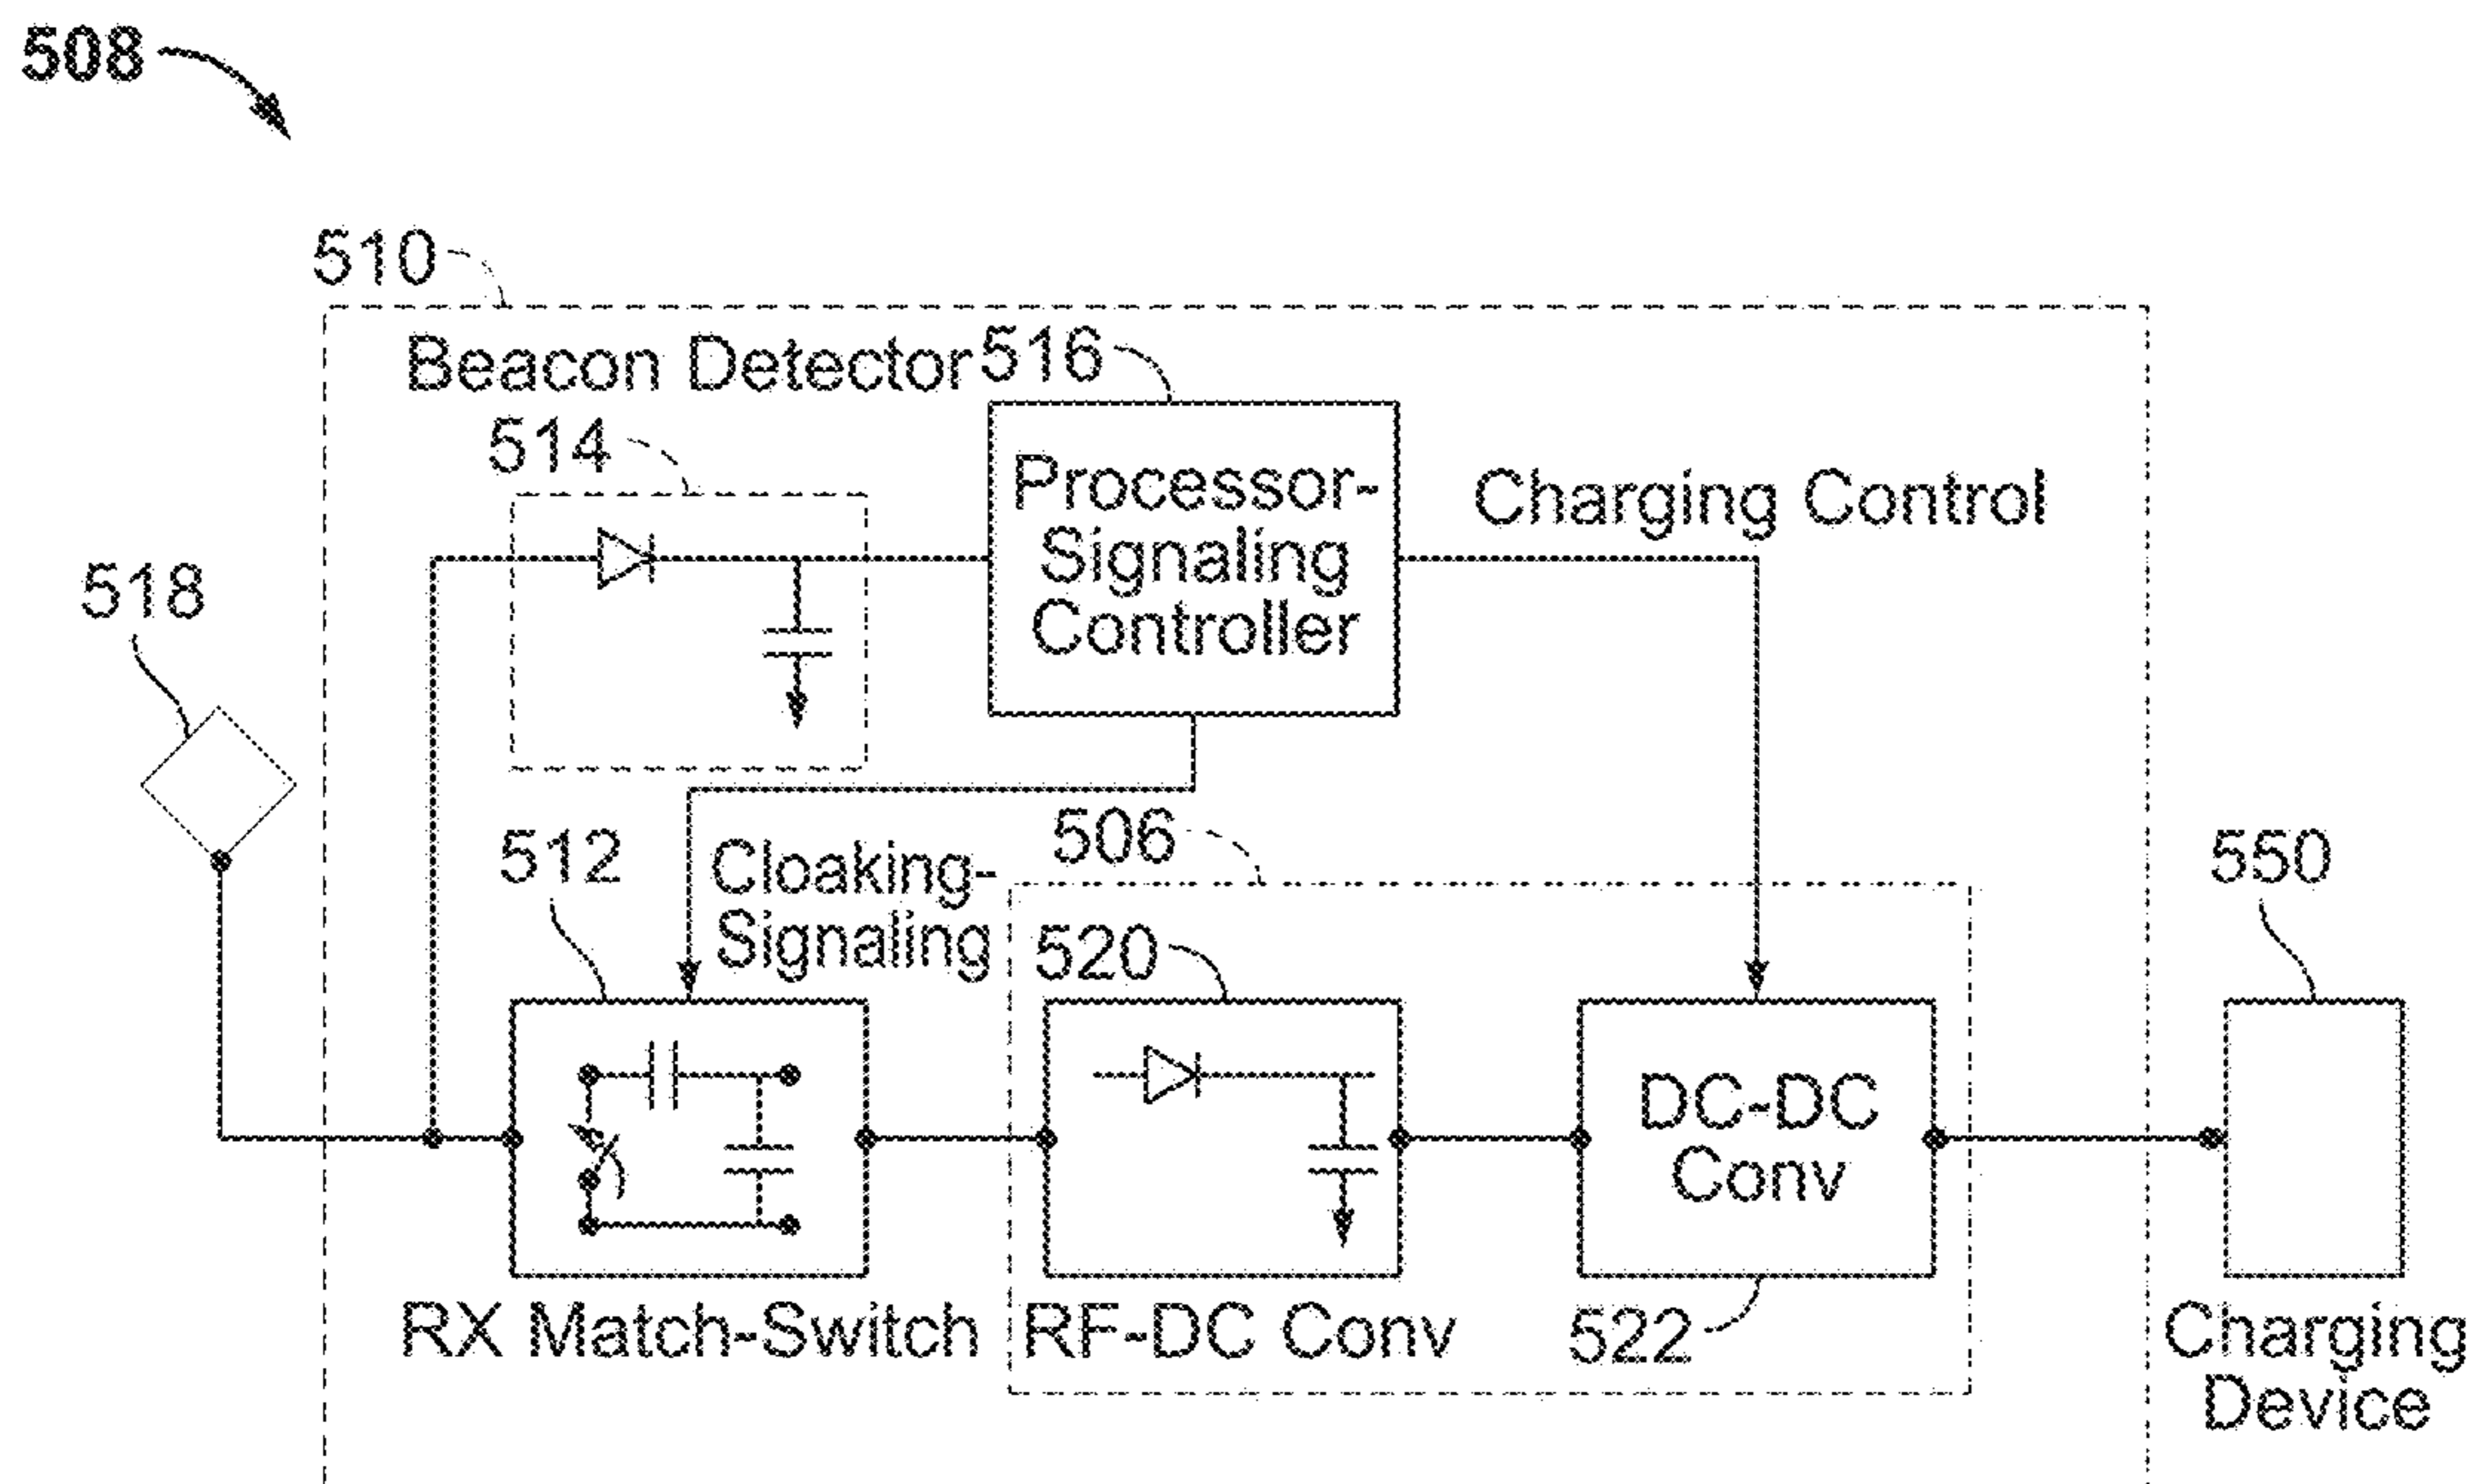 508
510
Beacon Detector
516
514
Processor-
Signaling
Controller
Charging Control
518
512
Cloaking-
Signaling
506
520
550
DC-DC
Conv
RX Match-Switch
RF-DC Conv
522
Charging
Device